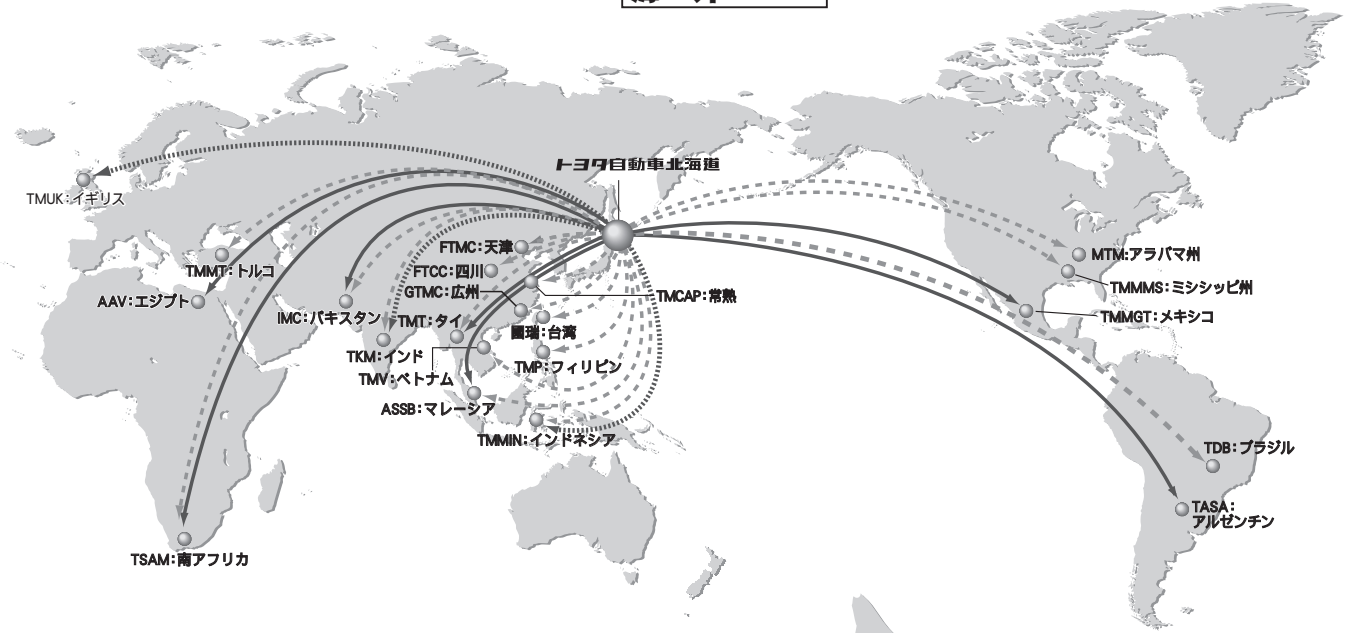 トヨタ自動車北海道
TMUK:イギリス
FTMC:天津
MTM:アラバマ州
TMMT:トルコ
FTCC:四川
TMMMS:ミシシッピ州
GTMC:広州
TMCAP:常熟
AAV:エジプト
IMC:パキスタン
TMT:タイ
TMMGT:メキシコ
國瑞:台湾
TKM:インド
TMP:フィリピン
TMV:ベトナム
ASSB:マレーシア
TMMIN:インドネシア
TDB:ブラジル
TASA:
アルゼンチン
TSAM:南アフリカ